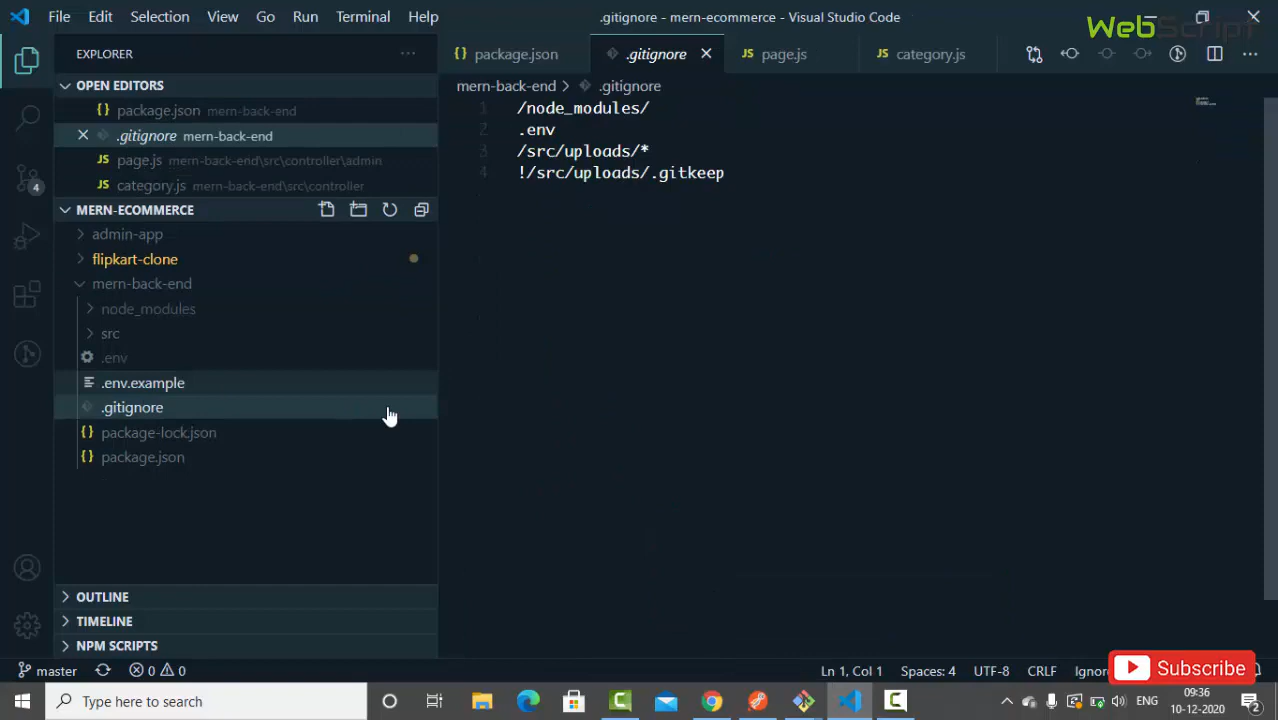 File Edit Selection View Go Run Terminal Help
.gitignore - mern-ecommerce - Visual Studio Code
WebScript
EXPLORER
OPEN EDITORS
package.json mern-back-end
.gitignore mern-back-end
page.js mern-back-end\src\controller\admin
category.js mern-back-end\src\controller
MERN-ECOMMERCE
admin-app
flipkart-clone
mern-back-end
node_modules
src
.env
.env.example
.gitignore
package-lock.json
package.json
OUTLINE
TIMELINE
NPM SCRIPTS
4
package.json .gitignore JS page.js JS category.js
mern-back-end .gitignore
1 /node_modules/
2 .env
3 /src/uploads/*
4 !/src/uploads/.gitkeep
master 0 0
Ln 1, Col 1 Spaces: 4 UTF-8 CRLF
Subscribe
Type here to search
ENG
09:36
10-12-2020
2